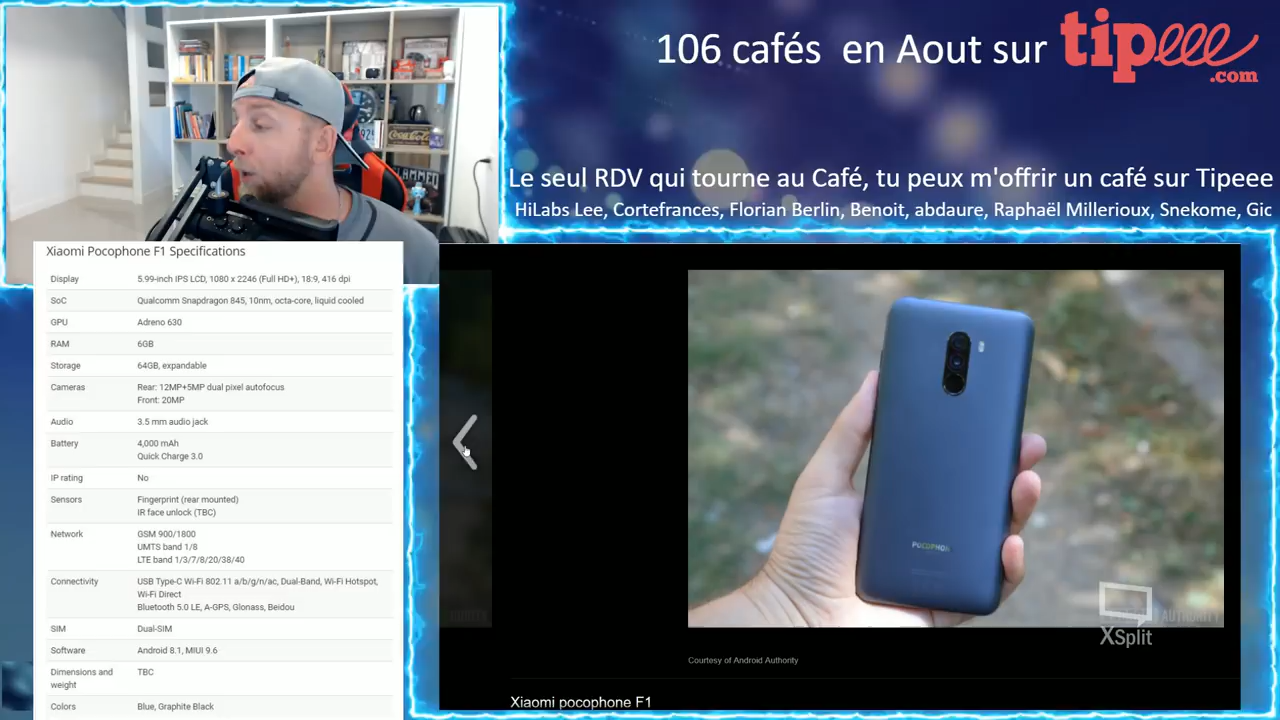 106 cafés en Aout sur tipeee
.com
Le seul RDV qui tourne au Café, tu peux m'offrir un café sur Tipeee
HiLabs Lee, Cortefrances, Florian Berlin, Benoit, abdaure, Raphaël Millerioux, Snekome, Gic
Xiaomi Pocophone F1 Specifications
Display 5.99-inch IPS LCD, 1080 x 2246 (Full HD+), 18:9, 416 dpi
SoC Qualcomm Snapdragon 845, 10nm, octa-core, liquid cooled
GPU Adreno 630
RAM 6GB
Storage 64GB, expandable
Cameras Rear: 12MP+5MP dual pixel autofocus
Front: 20MP
Audio 3.5 mm audio jack
Battery 4,000 mAh
Quick Charge 3.0
IP rating No
Sensors Fingerprint (rear mounted)
IR face unlock (TBC)
Network GSM 900/1800
UMTS band 1/8
LTE band 1/3/7/8/20/38/40
Connectivity USB Type-C Wi-Fi 802.11 a/b/g/n/ac, Dual-Band, Wi-Fi Hotspot,
Wi-Fi Direct
Bluetooth 5.0 LE, A-GPS, Glonass, Beidou
SIM Dual-SIM
Software Android 8.1, MIUI 9.6
Dimensions and TBC
weight
Colors Blue, Graphite Black
POCOPHON
AUTHORITY
XSplit
Courtesy of Android Authority
Xiaomi pocophone F1
Coca-Cola